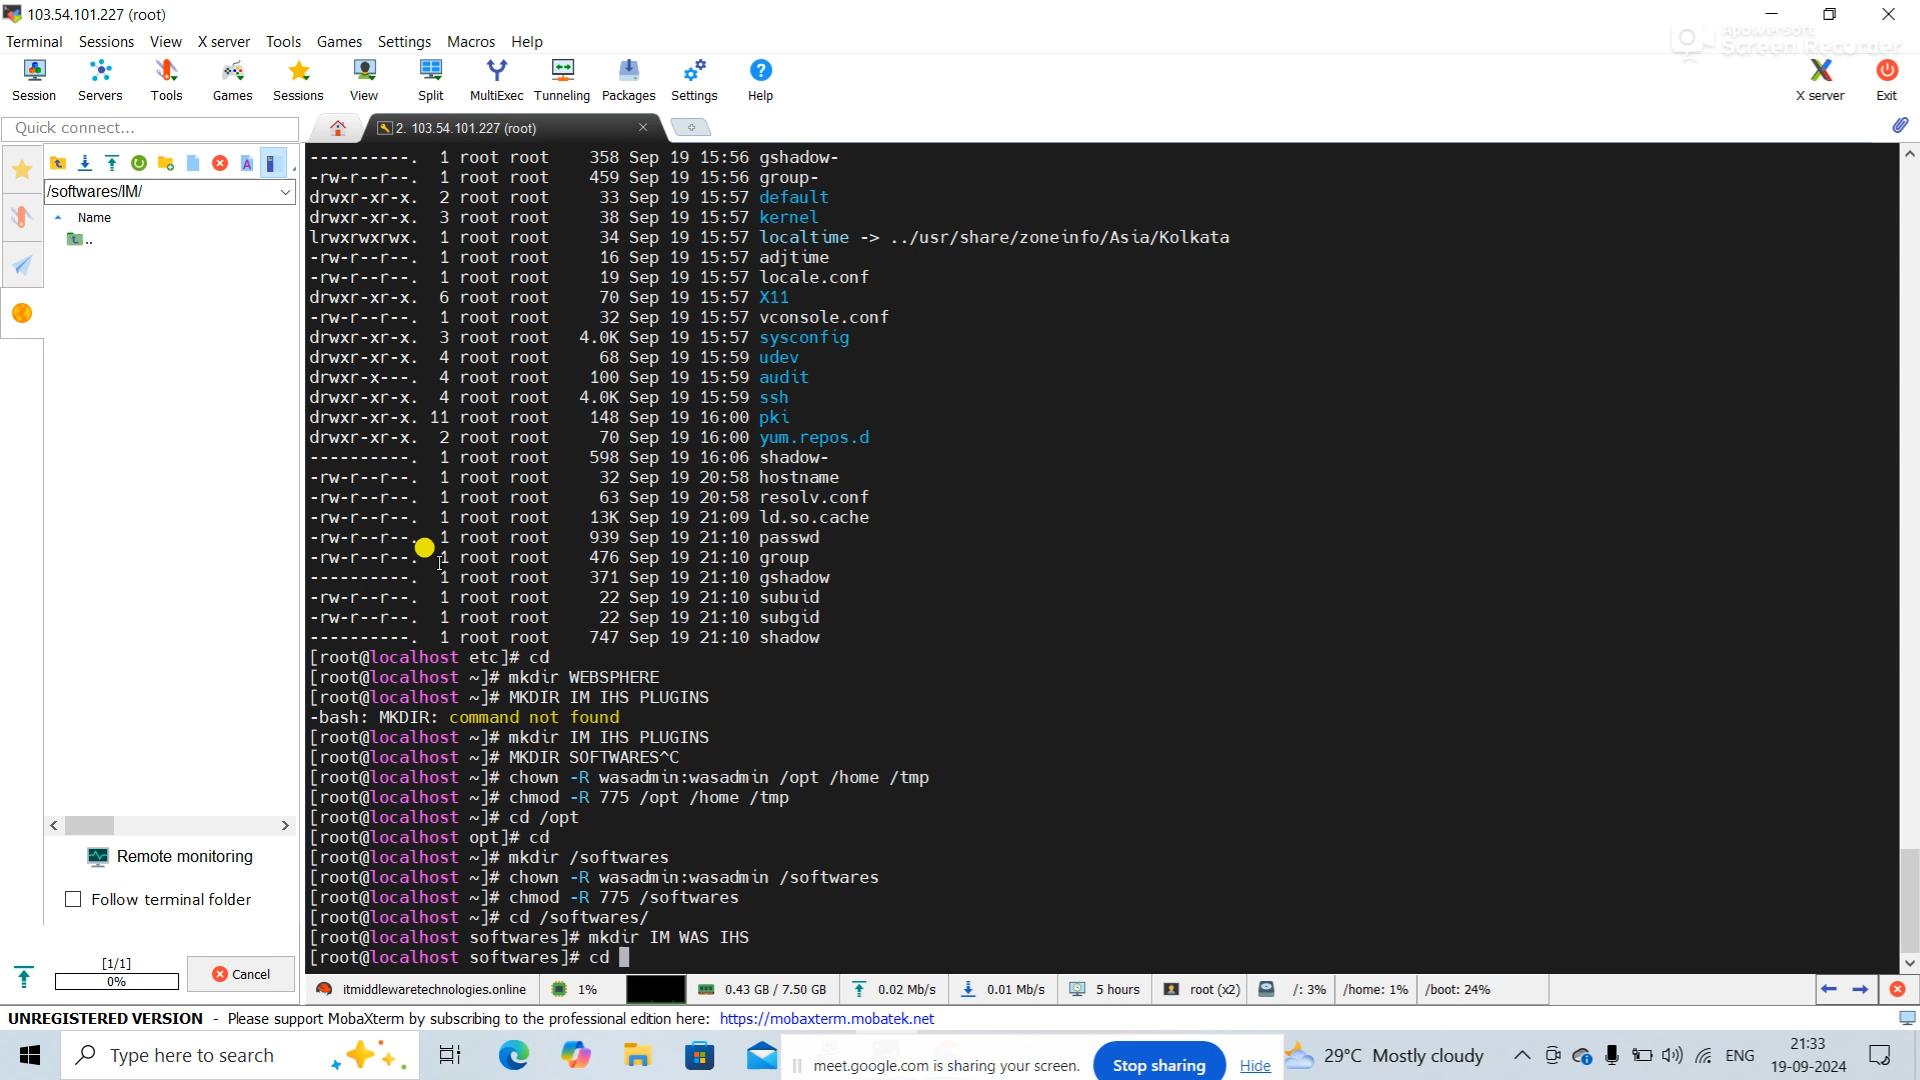 103.54.101.227 (root)
Apowersoft
Screen Recorder
Terminal Sessions View X server Tools Games Settings Macros Help
Session Servers Tools Games Sessions View Split MultiExec Tunneling Packages Settings Help X server Exit
Quick connect...
2. 103.54.101.227 (root)
/softwares/IM/
Name
..
----------. 1 root root 358 Sep 19 15:56 gshadow-
-rw-r--r--. 1 root root 459 Sep 19 15:56 group-
drwxr-xr-x. 2 root root 33 Sep 19 15:57 default
drwxr-xr-x. 3 root root 38 Sep 19 15:57 kernel
lrwxrwxrwx. 1 root root 34 Sep 19 15:57 localtime -> ../usr/share/zoneinfo/Asia/Kolkata
-rw-r--r--. 1 root root 16 Sep 19 15:57 adjtime
-rw-r--r--. 1 root root 19 Sep 19 15:57 locale.conf
drwxr-xr-x. 6 root root 70 Sep 19 15:57 X11
-rw-r--r--. 1 root root 32 Sep 19 15:57 vconsole.conf
drwxr-xr-x. 3 root root 4.0K Sep 19 15:57 sysconfig
drwxr-xr-x. 4 root root 68 Sep 19 15:59 udev
drwxr-x---. 4 root root 100 Sep 19 15:59 audit
drwxr-xr-x. 4 root root 4.0K Sep 19 15:59 ssh
drwxr-xr-x. 11 root root 148 Sep 19 16:00 pki
drwxr-xr-x. 2 root root 70 Sep 19 16:00 yum.repos.d
----------. 1 root root 598 Sep 19 16:06 shadow-
-rw-r--r--. 1 root root 32 Sep 19 20:58 hostname
-rw-r--r--. 1 root root 63 Sep 19 20:58 resolv.conf
-rw-r--r--. 1 root root 13K Sep 19 21:09 ld.so.cache
-rw-r--r--. 1 root root 939 Sep 19 21:10 passwd
-rw-r--r--. 1 root root 476 Sep 19 21:10 group
----------. 1 root root 371 Sep 19 21:10 gshadow
-rw-r--r--. 1 root root 22 Sep 19 21:10 subuid
-rw-r--r--. 1 root root 22 Sep 19 21:10 subgid
----------. 1 root root 747 Sep 19 21:10 shadow
[root@localhost etc]# cd
[root@localhost ~]# mkdir WEBSPHERE
[root@localhost ~]# MKDIR IM IHS PLUGINS
-bash: MKDIR: command not found
[root@localhost ~]# mkdir IM IHS PLUGINS
[root@localhost ~]# MKDIR SOFTWARES^C
[root@localhost ~]# chown -R wasadmin:wasadmin /opt /home /tmp
[root@localhost ~]# chmod -R 775 /opt /home /tmp
[root@localhost ~]# cd /opt
[root@localhost opt]# cd
[root@localhost ~]# mkdir /softwares
[root@localhost ~]# chown -R wasadmin:wasadmin /softwares
[root@localhost ~]# chmod -R 775 /softwares
[root@localhost ~]# cd /softwares/
[root@localhost softwares]# mkdir IM WAS IHS
[root@localhost softwares]# cd
Remote monitoring
Follow terminal folder
[1/1]
0%
Cancel
itmiddlewaretechnologies.online 1% 0.43 GB / 7.50 GB 0.02 Mb/s 0.01 Mb/s 5 hours root (x2) /: 3% /home: 1% /boot: 24%
UNREGISTERED VERSION - Please support MobaXterm by subscribing to the professional edition here: https://mobaxterm.mobatek.net
Type here to search
meet.google.com is sharing your screen.
Stop sharing
Hide
29°C Mostly cloudy
ENG
21:33
19-09-2024